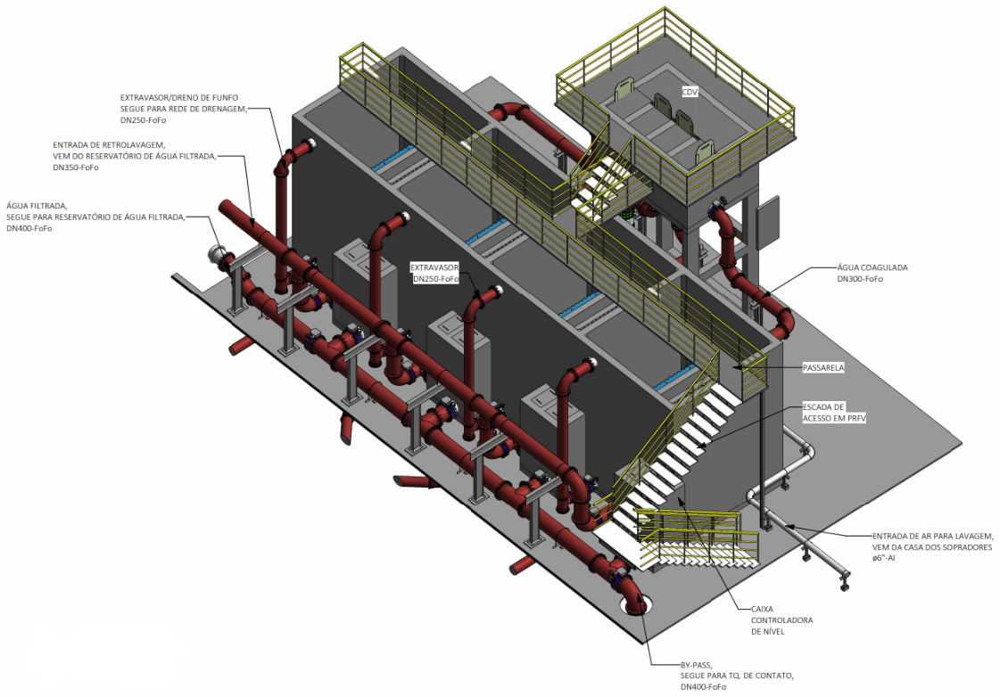 EXTRAVASOR/DRENO DE FUNFO
SEGUE PARA REDE DE DRENAGEM,
DN250-FoFo
ENTRADA DE RETROLAVAGEM,
VEM DO RESERVATÓRIO DE ÁGUA FILTRADA,
DN350-FoFo
ÁGUA FILTRADA,
SEGUE PARA RESERVATÓRIO DE ÁGUA FILTRADA,
DN400-FoFo
CDV
EXTRAVASOR
DN250-FoFo
ÁGUA COAGULADA
DN300-FoFo
PASSARELA
ESCADA DE
ACESSO EM PRFV
ENTRADA DE AR PARA LAVAGEM,
VEM DA CASA DOS SOPRADORES
ø6"-AI
CAIXA
CONTROLADORA
DE NÍVEL
BY-PASS,
SEGUE PARA TQ. DE CONTATO,
DN400-FoFo